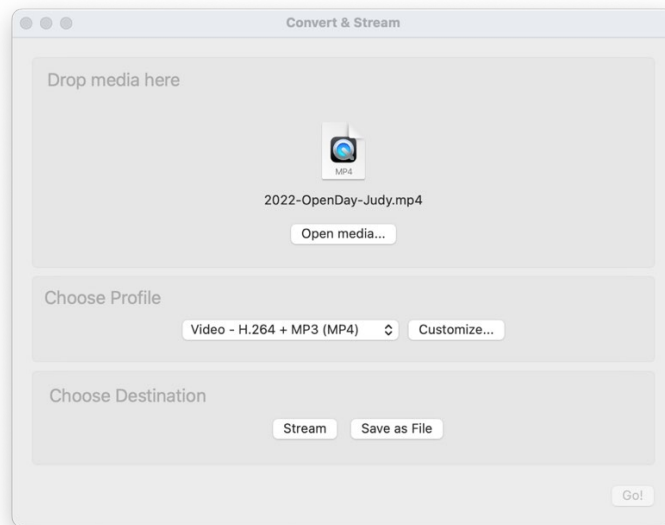 Convert & Stream
Drop media here
MP4
2022-OpenDay-Judy.mp4
Open media...
Choose Profile
Video - H.264 + MP3 (MP4)
Customize...
Choose Destination
Stream
Save as File
Go!